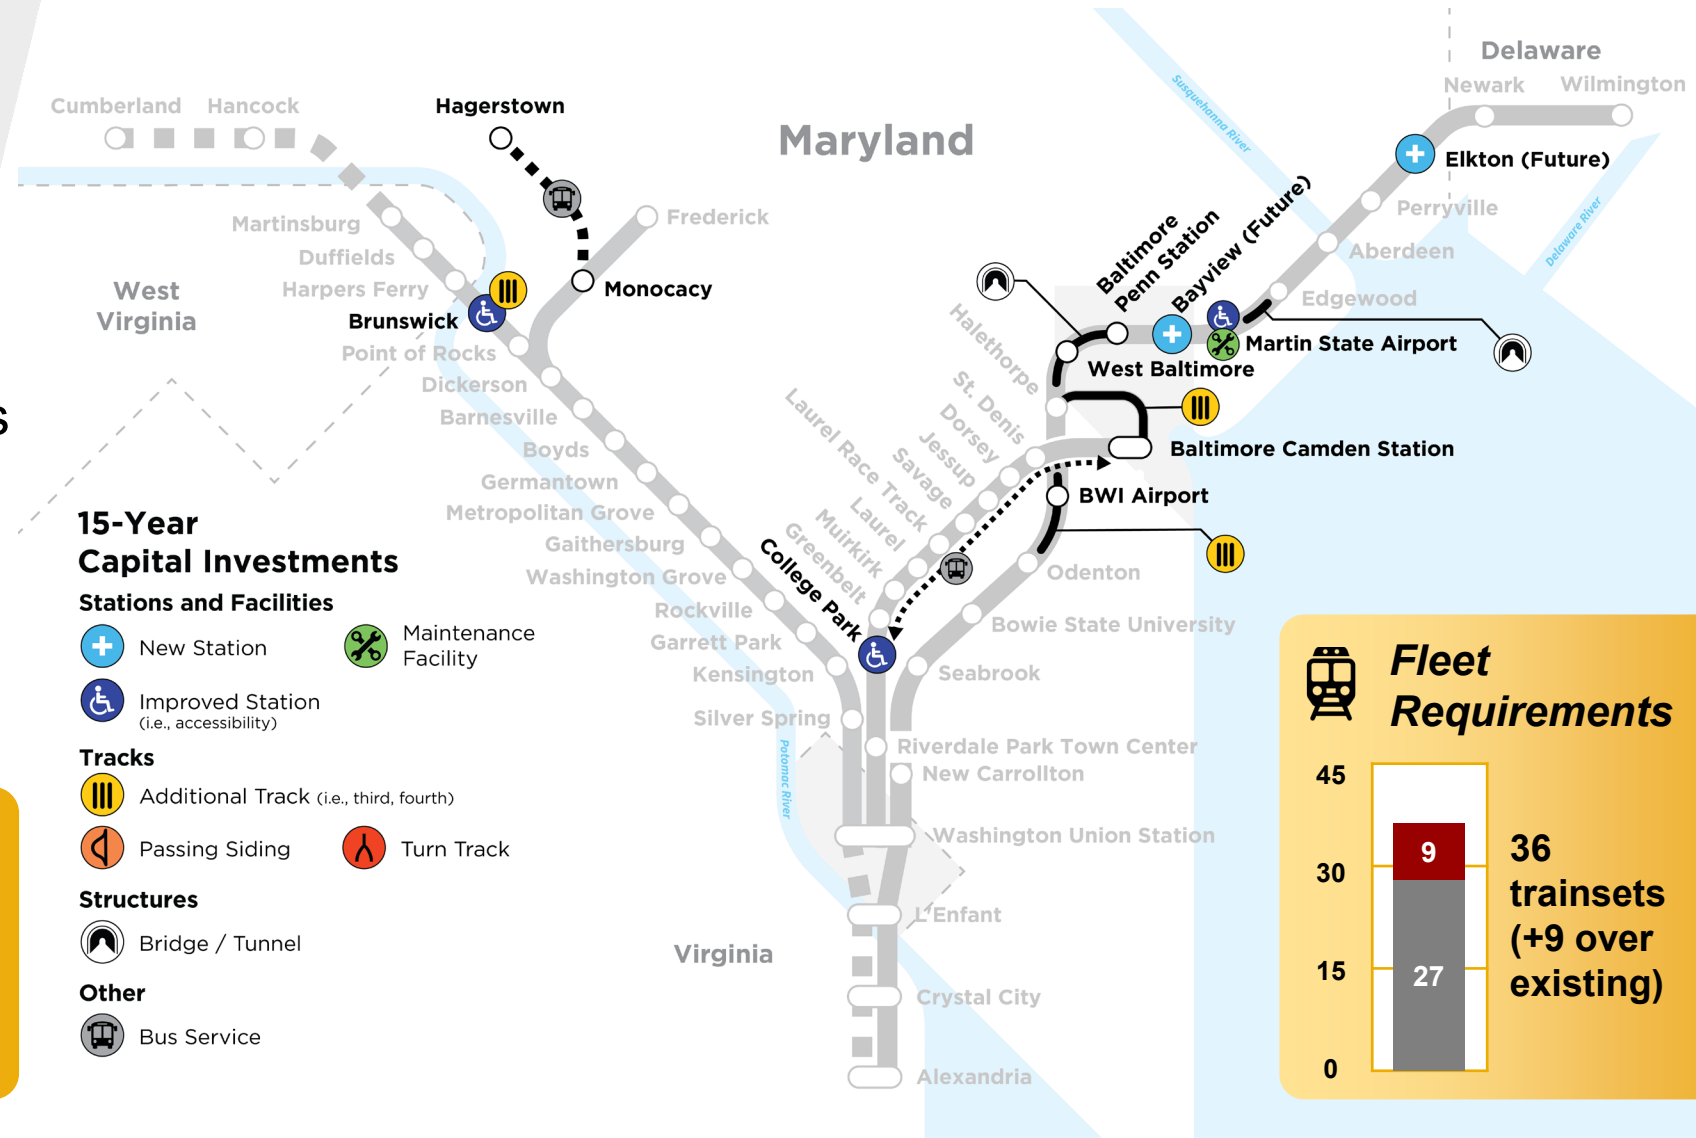 Delaware
Newark
Wilmington
Cumberland
Hancock
Hagerstown
Maryland
Susquehanna River
Elkton (Future)
Perryville
Delaware River
Martinsburg
Frederick
Duffields
Aberdeen
Harpers Ferry
Monocacy
Baltimore
Penn Station
Bayview (Future)
Edgewood
West
Virginia
Brunswick
Point of Rocks
Martin State Airport
West Baltimore
Halethorpe
Dickerson
Barnesville
St. Denis
Dorsey
Jessup
Savage
Laurel Race Track
Laurel
Muirkirk
Greenbelt
College Park
S
Boyds
Baltimore Camden Station
Germantown
BWI Airport
Metropolitan Grove
Gaithersburg
Odenton
Washington Grove
Rockville
Bowie State University
Garrett Park
Kensington
Seabrook
Silver Spring
Riverdale Park Town Center
New Carrollton
Potomac River
Washington Union Station
L'Enfant
Virginia
Crystal City
Alexandria
15-Year
Capital Investments
Stations and Facilities
New Station
Maintenance
Facility
Improved Station
(i.e., accessibility)
Tracks
Additional Track (i.e., third, fourth)
Passing Siding
Turn Track
Structures
Bridge / Tunnel
Other
Bus Service
Fleet
Requirements
45
30
15
0
9
27
36
trainsets
(+9 over
existing)